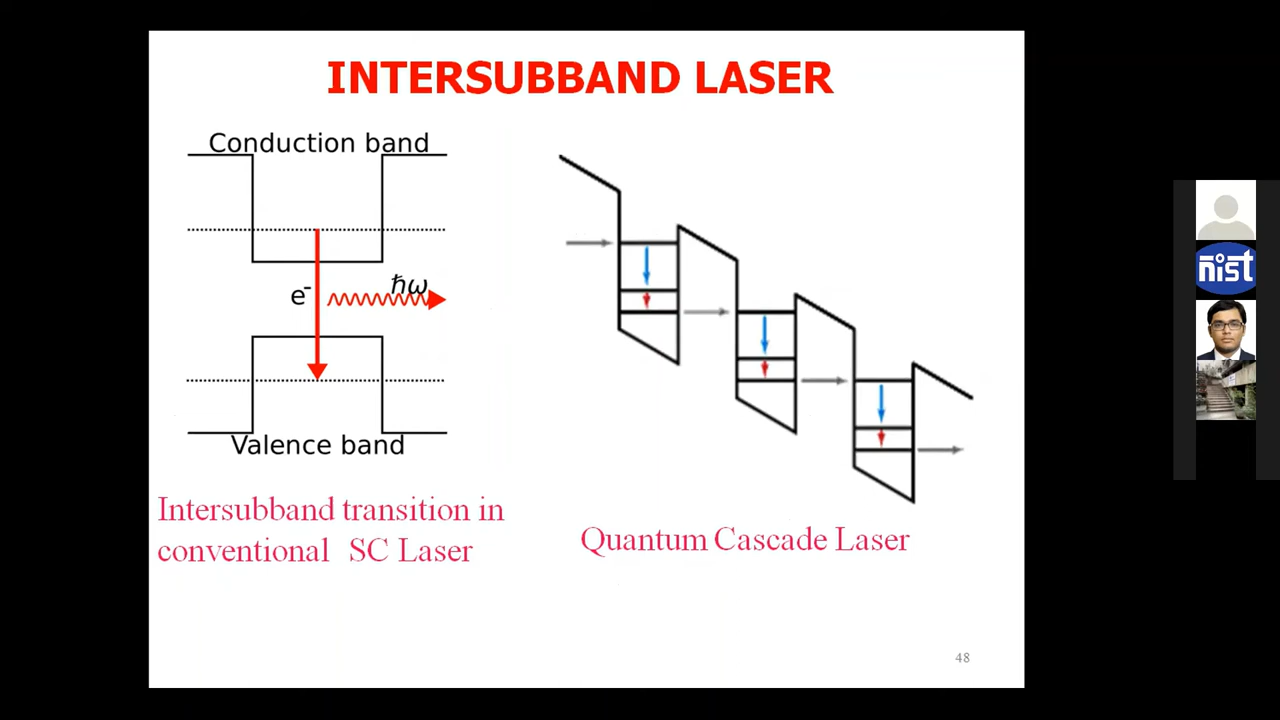 INTERSUBBAND LASER
Conduction band
e-
ħω
Valence band
Intersubband transition in
conventional SC Laser
Quantum Cascade Laser
48
nist